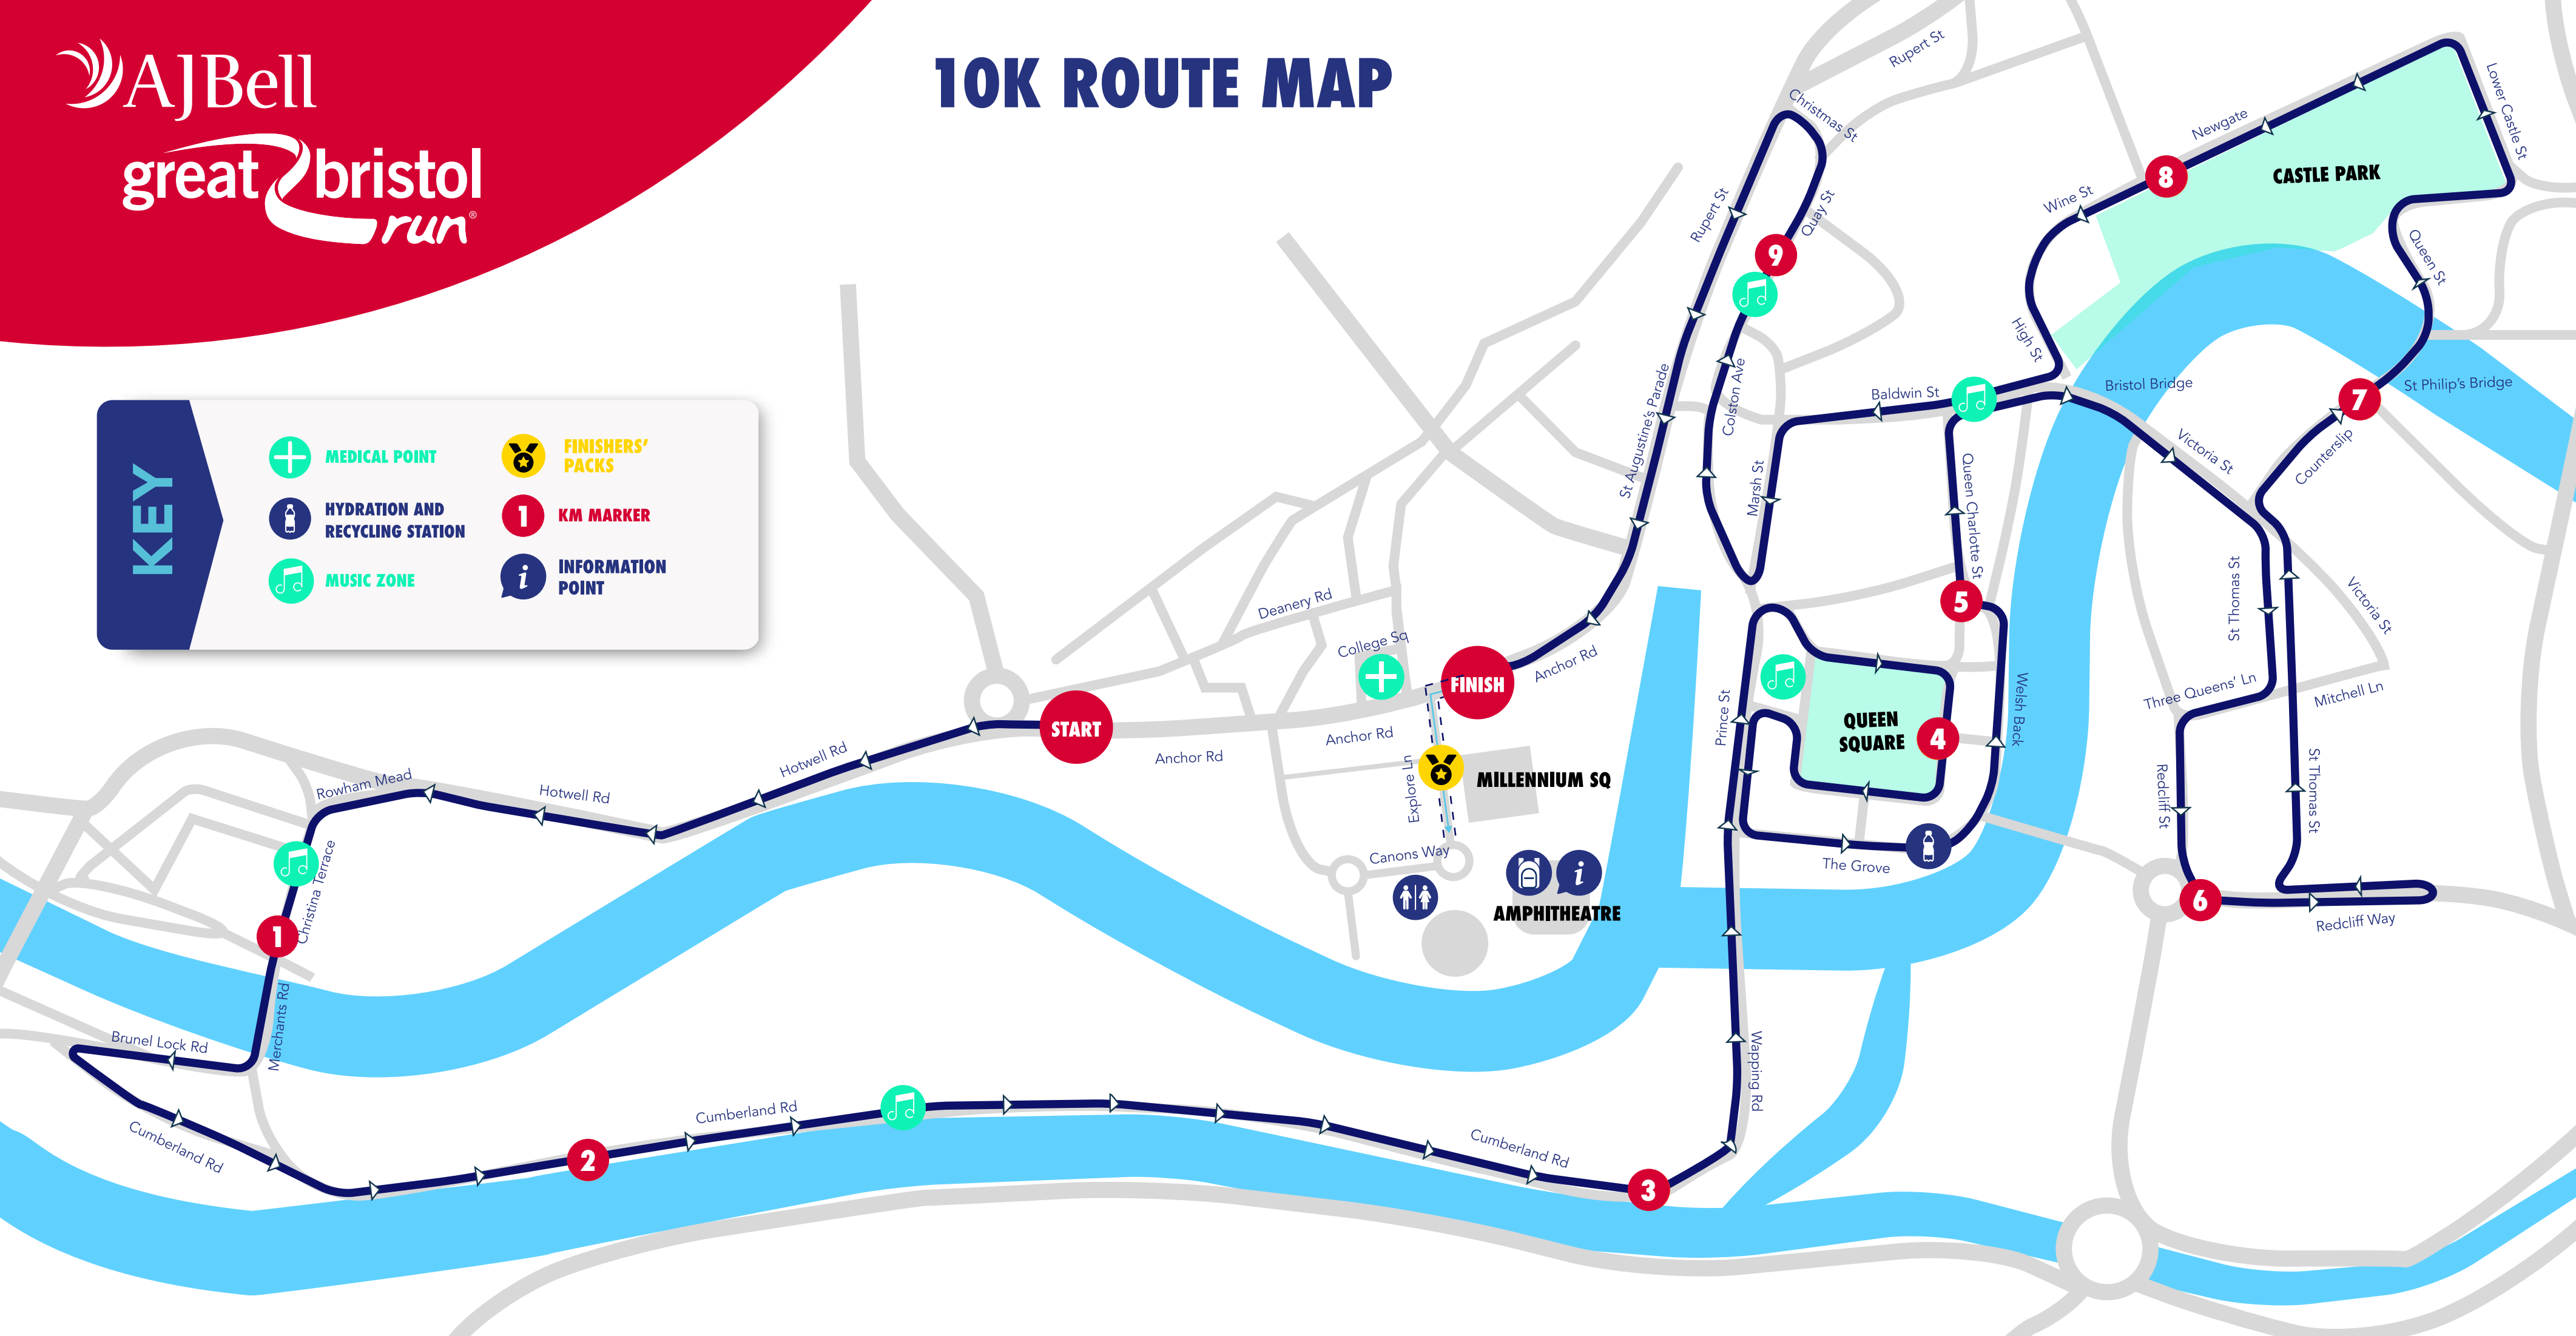 AJBell
great bristol
run®
10K ROUTE MAP
KEY
MEDICAL POINT
HYDRATION AND
RECYCLING STATION
MUSIC ZONE
FINISHERS'
PACKS
1
KM MARKER
i
INFORMATION
POINT
Rupert St
Christmas St
Rupert St
Quay St
9
Colston Ave
St Augustine's Parade
Marsh St
Baldwin St
Queen Charlotte St
5
Wine St
Newgate
8
CASTLE PARK
Lower Castle St
Queen St
High St
Bristol Bridge
St Philip's Bridge
7
Victoria St
Counterslip
St Thomas St
Victoria St
Three Queens' Ln
Mitchell Ln
Redcliff St
St Thomas St
6
Redcliff Way
Deanery Rd
College Sq
FINISH
Anchor Rd
START
Anchor Rd
Anchor Rd
Explore Ln
MILLENNIUM SQ
Canons Way
i
AMPHITHEATRE
Prince St
QUEEN
SQUARE
4
Welsh Back
The Grove
Wapping Rd
Hotwell Rd
Hotwell Rd
Rowham Mead
Christina Terrace
1
Merchants Rd
Brunel Lock Rd
Cumberland Rd
2
Cumberland Rd
Cumberland Rd
3